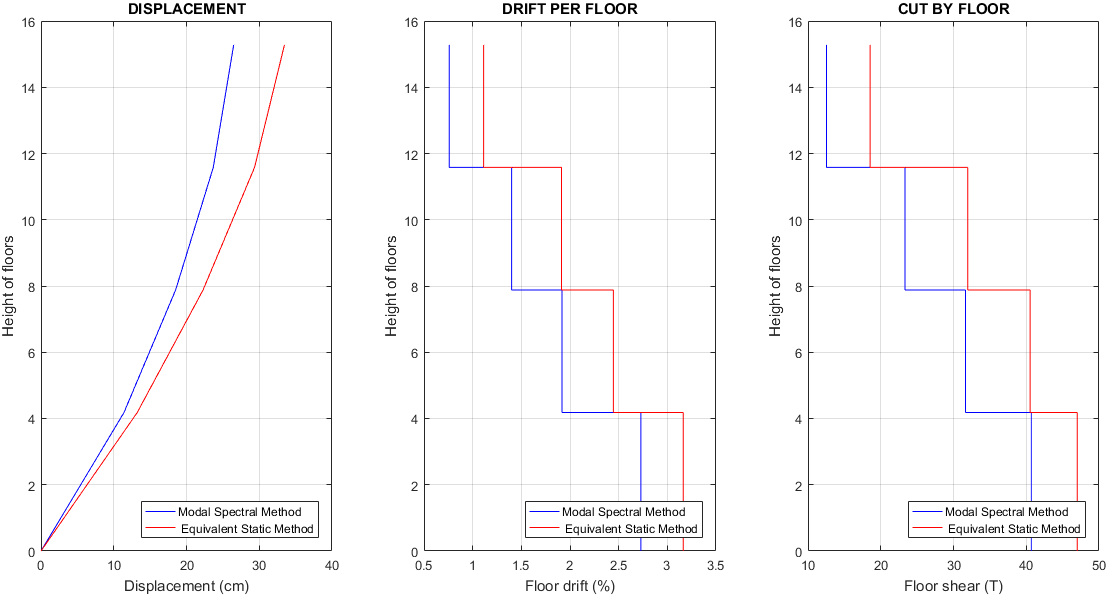 DISPLACEMENT
16
14
12
10
8
6
4
2
0
Height of floors
0 10 20 30 40
Displacement (cm)
Modal Spectral Method
Equivalent Static Method
DRIFT PER FLOOR
16
14
12
10
8
6
4
2
0
Height of floors
0.5 1 1.5 2 2.5 3 3.5
Floor drift (%)
Modal Spectral Method
Equivalent Static Method
CUT BY FLOOR
16
14
12
10
8
6
4
2
0
Height of floors
10 20 30 40 50
Floor shear (T)
Modal Spectral Method
Equivalent Static Method